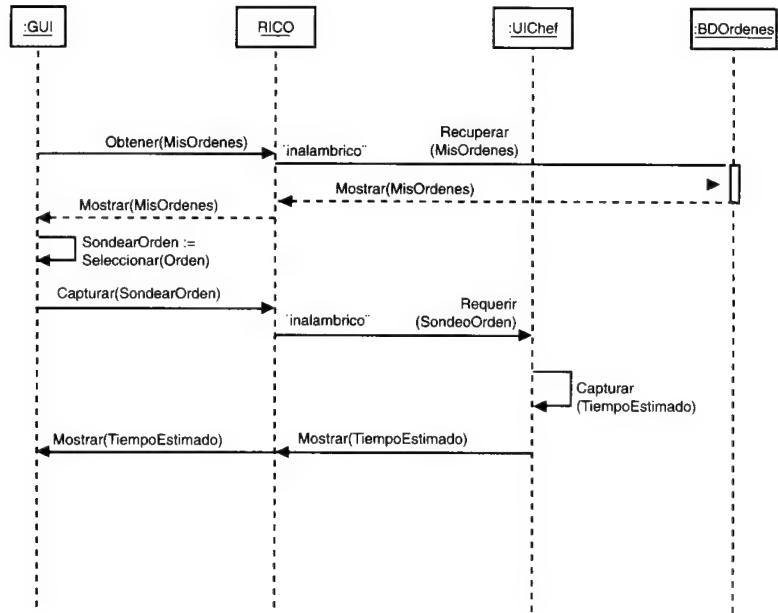 :GUI
RICO
:UIChef
:BDOrdenes
Obtener(MisOrdenes)
¨inalambrico¨
Recuperar
(MisOrdenes)
Mostrar(MisOrdenes)
Mostrar(MisOrdenes)
SondearOrden :=
Seleccionar(Orden)
Capturar(SondearOrden)
¨inalambrico¨
Requerir
(SondeoOrden)
Capturar
(TiempoEstimado)
Mostrar(TiempoEstimado)
Mostrar(TiempoEstimado)